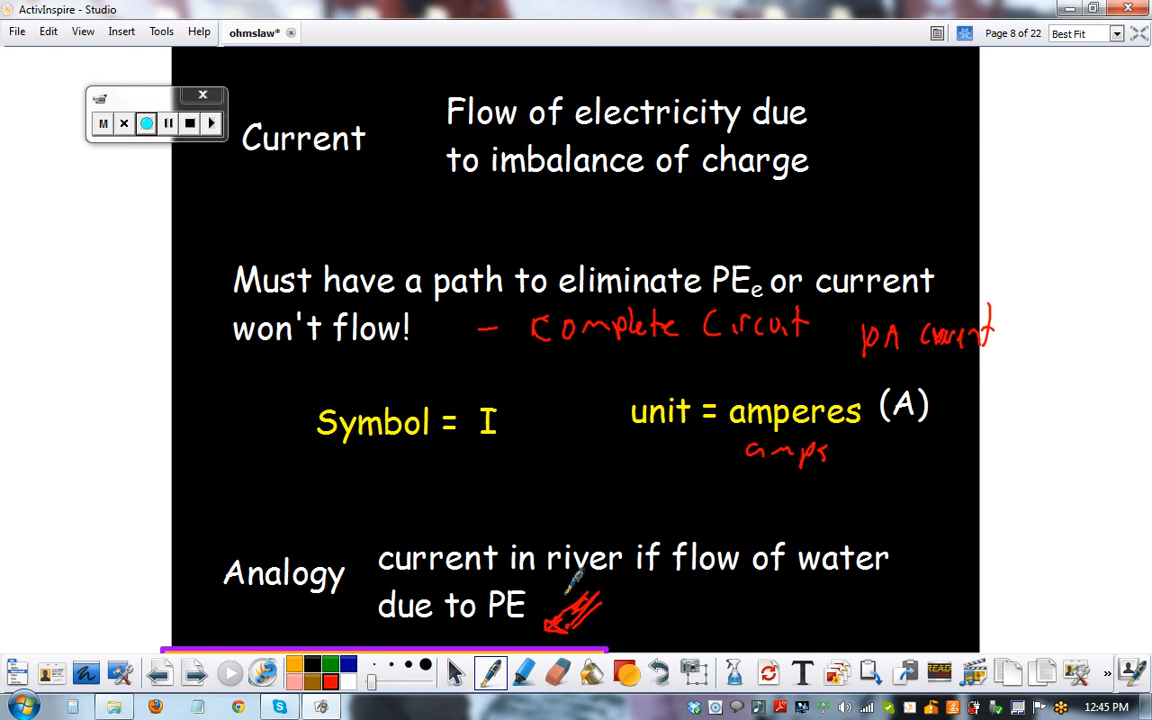 ActivInspire - Studio
File Edit View Insert Tools Help ohmslaw* Page 8 of 22 Best Fit
M
Current
Flow of electricity due
to imbalance of charge
Must have a path to eliminate PEe or current
won't flow! - Complete Circuit
current
Symbol = I
unit = amperes (A)
amps
Analogy
current in river if flow of water
due to PE
READ
12:45 PM